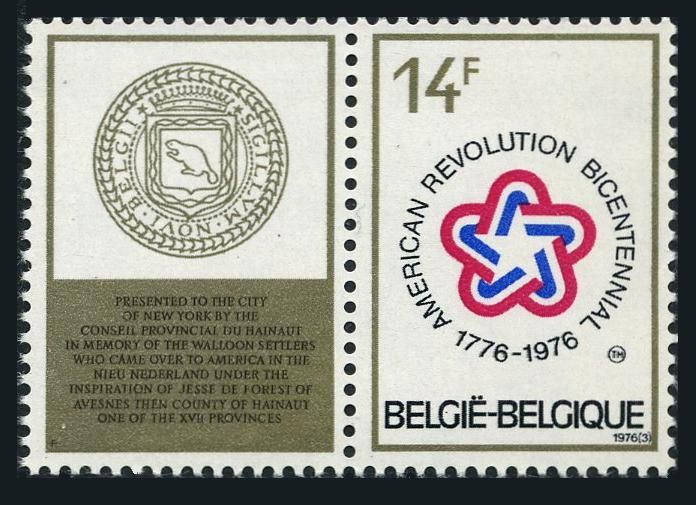 SIGILLVM · NOVI · BELGII
PRESENTED TO THE CITY
OF NEW YORK BY THE
CONSEIL PROVINCIAL DU HAINAUT
IN MEMORY OF THE WALLOON SETTLERS
WHO CAME OVER TO AMERICA IN THE
NIEU NEDERLAND UNDER THE
INSPIRATION OF JESSE DE FOREST OF
AVESNES THEN COUNTY OF HAINAUT
ONE OF THE XVII PROVINCES
14F
AMERICAN REVOLUTION BICENTENNIAL
1776-1976
TM
BELGIË-BELGIQUE
1976(3)